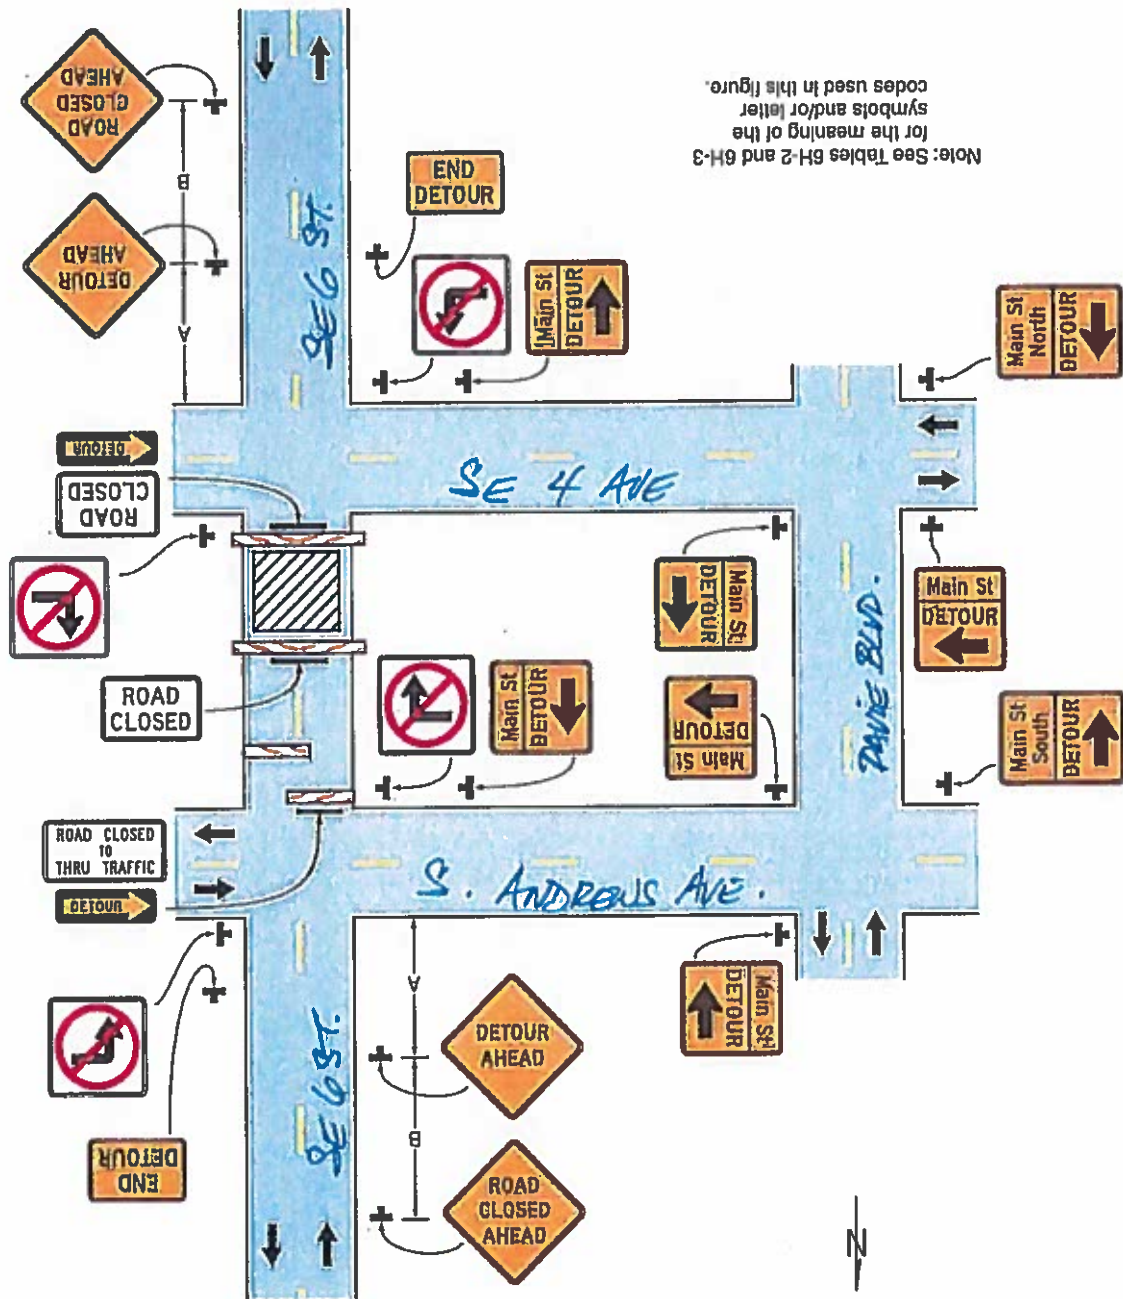 ROAD
CLOSED
AHEAD
B
DETOUR
AHEAD
A
Note: See Tables 6H-2 and 6H-3
for the meaning of the
symbols and/or letter
codes used in this figure.
END
DETOUR
Main St
DETOUR
Main St
North
DETOUR
SE 6 ST.
DETOUR
ROAD
CLOSED
SE 4 AVE
Main St
DETOUR
Main St
DETOUR
ROAD
CLOSED
Main St
DETOUR
Main St
DETOUR
DAVIE BLVD.
Main St
South
DETOUR
ROAD CLOSED
TO
THRU TRAFFIC
DETOUR
S. ANDREWS AVE.
Main St
DETOUR
A
DETOUR
AHEAD
B
ROAD
CLOSED
AHEAD
SE 6 ST.
END
DETOUR
N